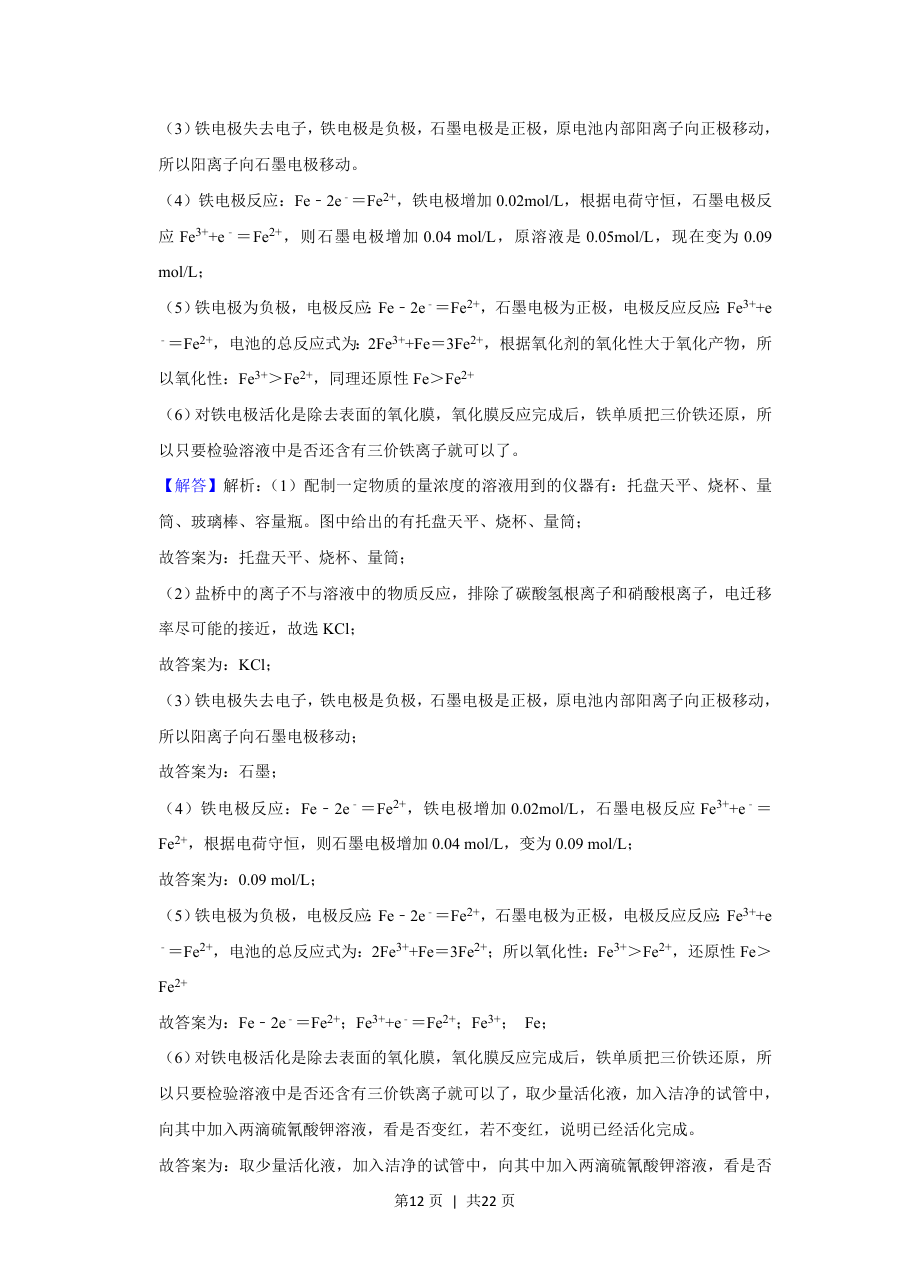 （3）铁电极失去电子，铁电极是负极，石墨电极是正极，原电池内部阳离子向正极移动，
所以阳离子向石墨电极移动。
（4）铁电极反应：Fe﹣2e﹣＝Fe2+，铁电极增加 0.02mol/L，根据电荷守恒，石墨电极反
应 Fe3++e﹣＝Fe2+，则石墨电极增加 0.04 mol/L，原溶液是 0.05mol/L，现在变为 0.09
mol/L；
（5）铁电极为负极，电极反应：Fe﹣2e﹣＝Fe2+，石墨电极为正极，电极反应反应：Fe3++e
﹣＝Fe2+，电池的总反应式为：2Fe3++Fe＝3Fe2+，根据氧化剂的氧化性大于氧化产物，所
以氧化性：Fe3+＞Fe2+，同理还原性 Fe＞Fe2+
（6）对铁电极活化是除去表面的氧化膜，氧化膜反应完成后，铁单质把三价铁还原，所
以只要检验溶液中是否还含有三价铁离子就可以了。
【解答】解析：（1）配制一定物质的量浓度的溶液用到的仪器有：托盘天平、烧杯、量
筒、玻璃棒、容量瓶。图中给出的有托盘天平、烧杯、量筒；
故答案为：托盘天平、烧杯、量筒；
（2）盐桥中的离子不与溶液中的物质反应，排除了碳酸氢根离子和硝酸根离子，电迁移
率尽可能的接近，故选 KCl；
故答案为：KCl；
（3）铁电极失去电子，铁电极是负极，石墨电极是正极，原电池内部阳离子向正极移动，
所以阳离子向石墨电极移动；
故答案为：石墨；
（4）铁电极反应：Fe﹣2e﹣＝Fe2+，铁电极增加 0.02mol/L，石墨电极反应 Fe3++e﹣＝
Fe2+，根据电荷守恒，则石墨电极增加 0.04 mol/L，变为 0.09 mol/L；
故答案为：0.09 mol/L；
（5）铁电极为负极，电极反应：Fe﹣2e﹣＝Fe2+，石墨电极为正极，电极反应反应：Fe3++e
﹣＝Fe2+，电池的总反应式为：2Fe3++Fe＝3Fe2+；所以氧化性：Fe3+＞Fe2+，还原性 Fe＞
Fe2+
故答案为：Fe﹣2e﹣＝Fe2+；Fe3++e﹣＝Fe2+；Fe3+； Fe；
（6）对铁电极活化是除去表面的氧化膜，氧化膜反应完成后，铁单质把三价铁还原，所
以只要检验溶液中是否还含有三价铁离子就可以了，取少量活化液，加入洁净的试管中，
向其中加入两滴硫氰酸钾溶液，看是否变红，若不变红，说明已经活化完成。
故答案为：取少量活化液，加入洁净的试管中，向其中加入两滴硫氰酸钾溶液，看是否
第12 页 | 共22 页